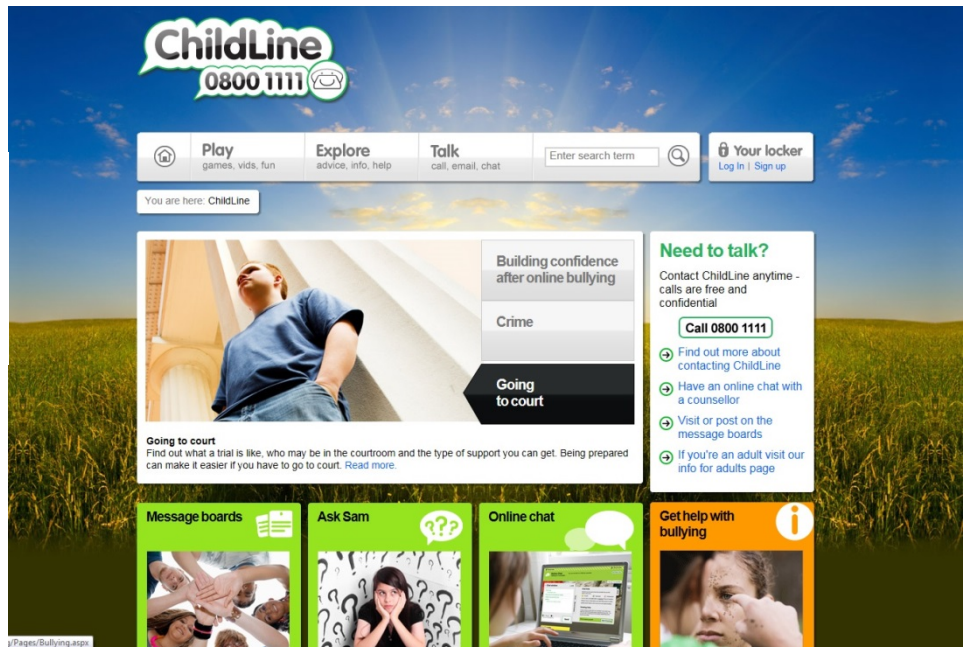 ChildLine
0800 1111
Play
games, vids, fun
Explore
advice, info, help
Talk
call, email, chat
Enter search term
Your locker
Log In | Sign up
You are here: ChildLine
Building confidence
after online bullying
Crime
Going
to court
Going to court
Find out what a trial is like, who may be in the courtroom and the type of support you can get. Being prepared
can make it easier if you have to go to court. Read more.
Need to talk?
Contact ChildLine anytime -
calls are free and
confidential
Call 0800 1111
Find out more about
contacting ChildLine
Have an online chat with
a counsellor
Visit or post on the
message boards
If you're an adult visit our
info for adults page
Message boards
Ask Sam
???
Online chat
Get help with
bullying
i
/Pages/Bullying.aspx